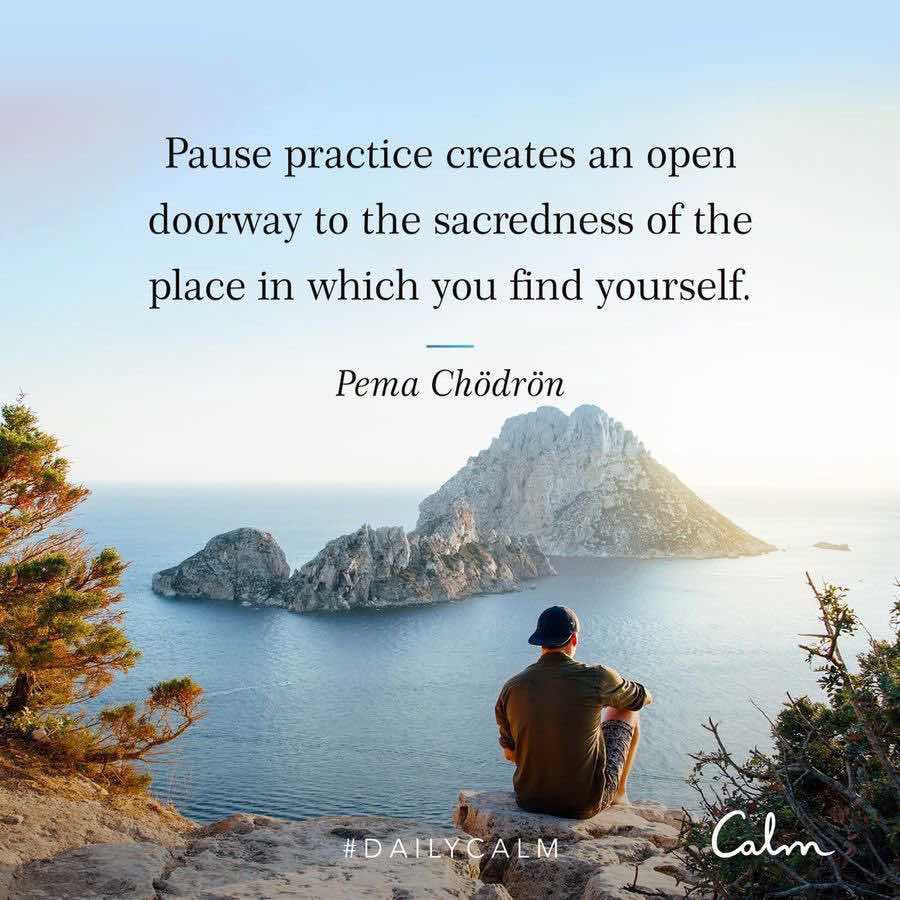 Pause practice creates an open
doorway to the sacredness of the
place in which you find yourself.
Pema Chödrön
#DAILYCALM
Calm